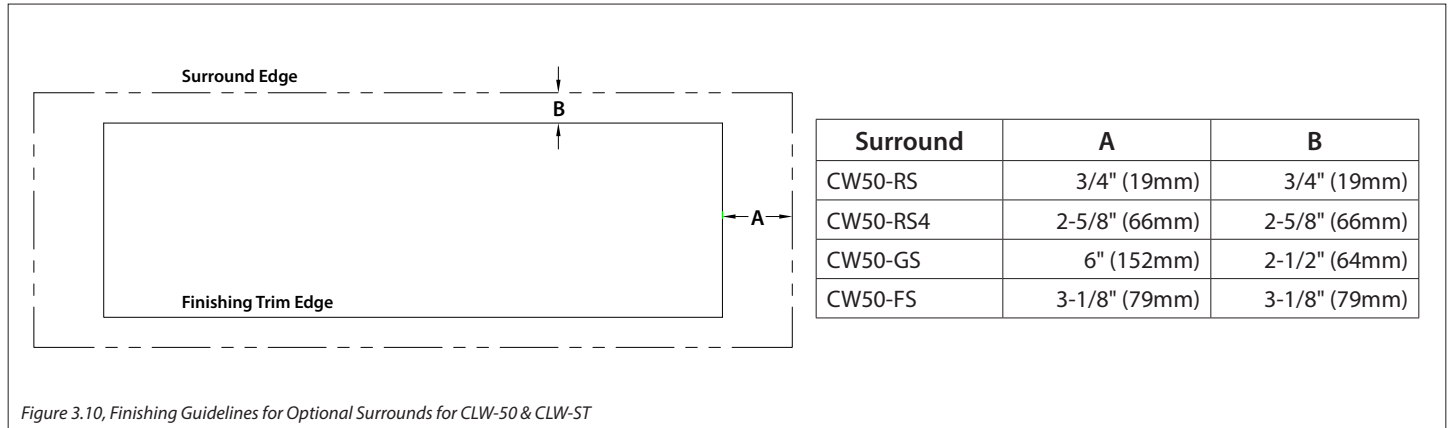 Surround Edge
B
A
Finishing Trim Edge
Surround A B
CW50-RS 3/4" (19mm) 3/4" (19mm)
CW50-RS4 2-5/8" (66mm) 2-5/8" (66mm)
CW50-GS 6" (152mm) 2-1/2" (64mm)
CW50-FS 3-1/8" (79mm) 3-1/8" (79mm)
Figure 3.10, Finishing Guidelines for Optional Surrounds for CLW-50 & CLW-ST